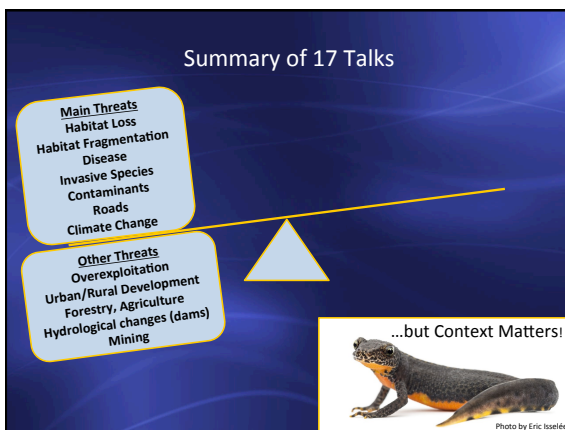 Summary of 17 Talks
Main Threats
Habitat Loss
Habitat Fragmentation
Disease
Invasive Species
Contaminants
Roads
Climate Change
Other Threats
Overexploitation
Urban/Rural Development
Forestry, Agriculture
Hydrological changes (dams)
Mining
...but Context Matters!
Photo by Eric Isselée